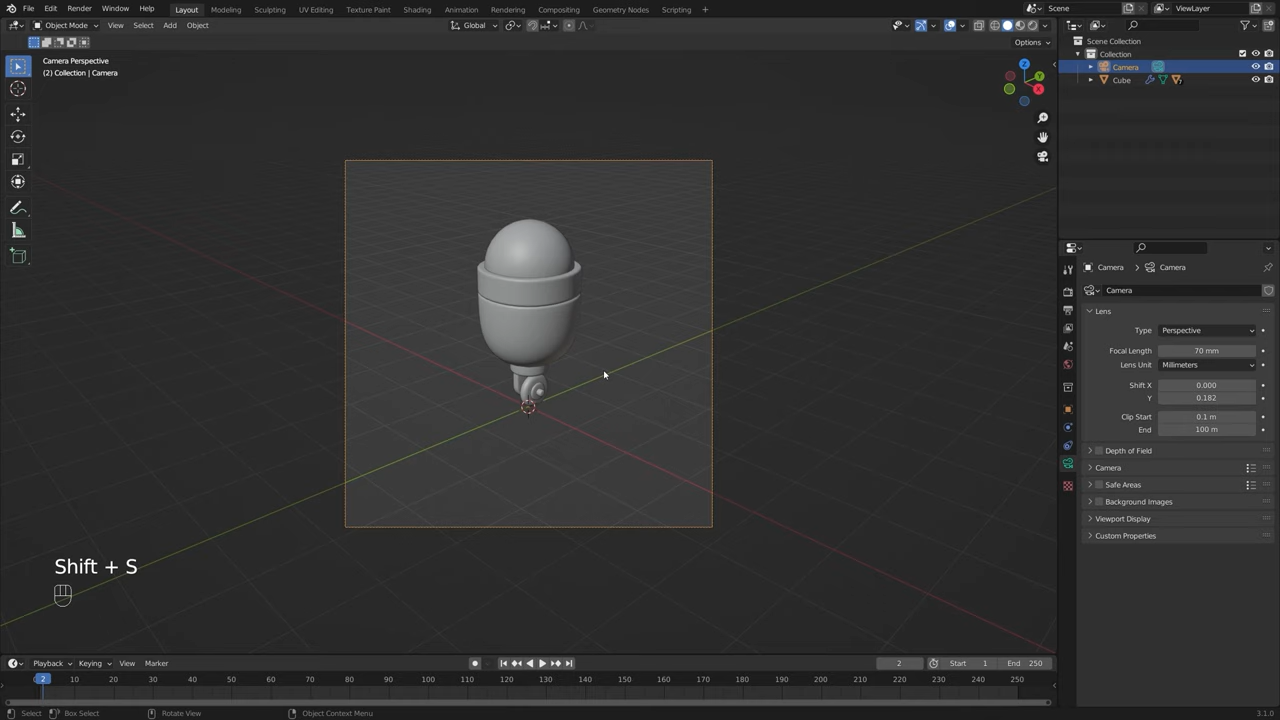 File Edit Render Window Help Layout Modeling Sculpting UV Editing Texture Paint Shading Animation Rendering Compositing Geometry Nodes Scripting Scene ViewLayer
Object Mode View Select Add Object Global
Options
Camera Perspective
(2) Collection | Camera
Z
Y
X
Scene Collection
Collection
Camera
Cube
Camera Camera
Camera
Lens
Type Perspective
Focal Length 70 mm
Lens Unit Millimeters
Shift X 0.000
Y 0.182
Clip Start 0.1 m
End 100 m
Depth of Field
Camera
Safe Areas
Background Images
Viewport Display
Custom Properties
Shift + S
Playback Keying View Marker 2 Start 1 End 250
2 10 20 30 40 50 60 70 80 90 100 110 120 130 140 150 160 170 180 190 200 210 220 230 240 250
Select Box Select Rotate View Object Context Menu 3.1.0